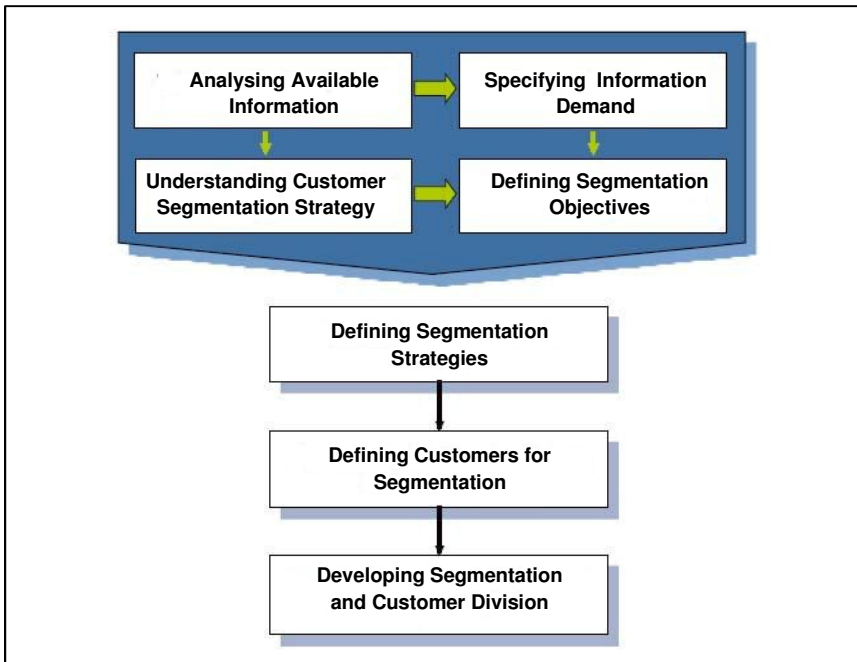 Analysing Available
Information
Specifying Information
Demand
Understanding Customer
Segmentation Strategy
Defining Segmentation
Objectives
Defining Segmentation
Strategies
Defining Customers for
Segmentation
Developing Segmentation
and Customer Division